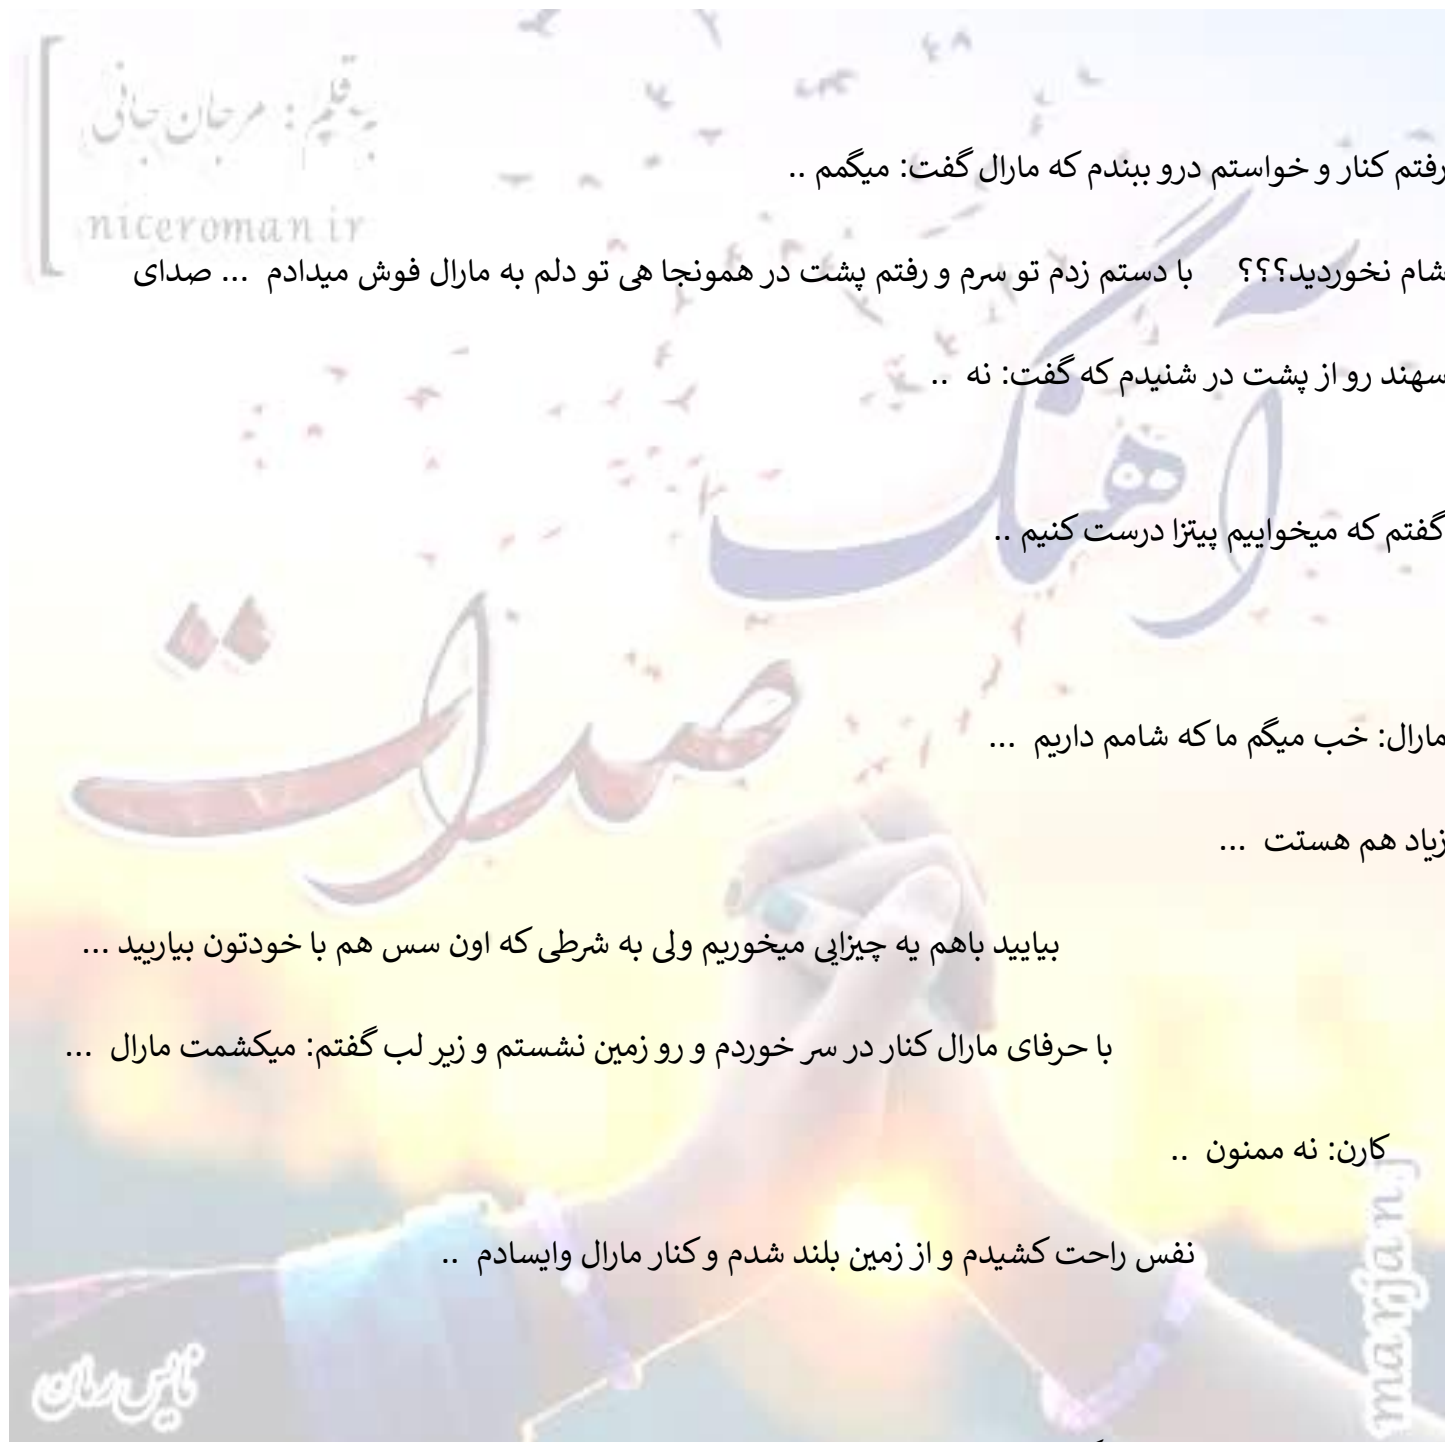 به قلم : مرجان جانی
niceroman.ir
رفتم کنار و خواستم درو ببندم که مارال گفت: میگمم ..
شام نخوردید؟؟؟ با دستم زدم تو سرم و رفتم پشت در همونجا هی تو دلم به مارال فوش میدادم ... صدای
سهند رو از پشت در شنیدم که گفت: نه ..
آهنگ
گفتم که میخواییم پیتزا درست کنیم ..
صدات
مارال: خب میگم ما که شامم داریم ...
زیاد هم هستت ...
بیایید باهم یه چیزایی میخوریم ولی به شرطی که اون سس هم با خودتون بیارید ...
با حرفای مارال کنار در سر خوردم و رو زمین نشستم و زیر لب گفتم: میکشمت مارال ...
کارن: نه ممنون ..
نفس راحت کشیدم و از زمین بلند شدم و کنار مارال وایسادم ..
marjan j
نایس رمان